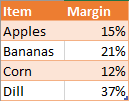 Item Margin
Apples 15%
Bananas 21%
Corn 12%
Dill 37%